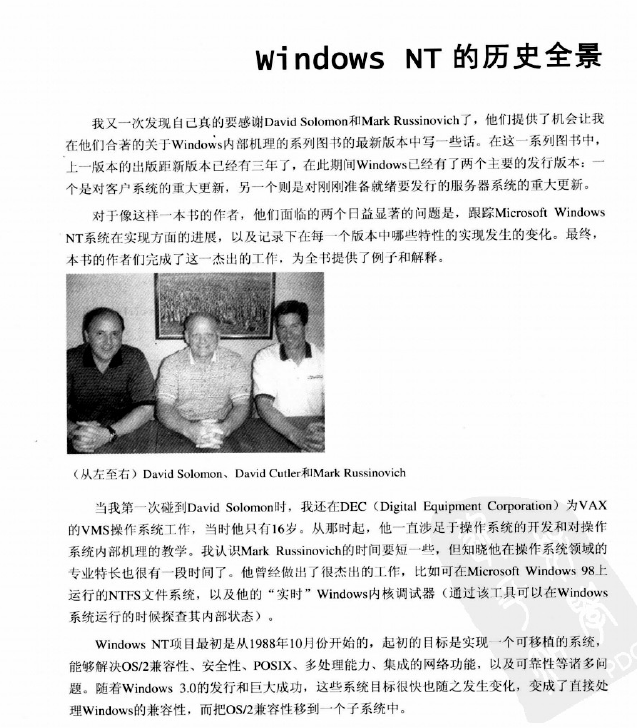 Windows NT 的历史全景
我又一次发现自己真的要感谢David Solomon和Mark Russinovich了，他们提供了机会让我
在他们合著的关于Windows内部机理的系列图书的最新版本中写一些话。在这一系列图书中，
上一版本的出版距新版本已经有三年了，在此期间Windows已经有了两个主要的发行版本：一
个是对客户系统的重大更新，另一个则是对刚刚准备就绪要发行的服务器系统的重大更新。
对于像这样一本书的作者，他们面临的两个日益显著的问题是，跟踪Microsoft Windows
NT系统在实现方面的进展，以及记录下在每一个版本中哪些特性的实现发生的变化。最终，
本书的作者们完成了这一杰出的工作，为全书提供了例子和解释。
（从左至右）David Solomon、David Cutler和Mark Russinovich
当我第一次碰到David Solomon时，我还在DEC（Digital Equipment Corporation）为VAX
的VMS操作系统工作，当时他只有16岁。从那时起，他一直涉足于操作系统的开发和对操作
系统内部机理的教学。我认识Mark Russinovich的时间要短一些，但知晓他在操作系统领域的
专业特长也很有一段时间了。他曾经做出了很杰出的工作，比如可在Microsoft Windows 98上
运行的NTFS文件系统，以及他的“实时”Windows内核调试器（通过该工具可以在Windows
系统运行的时候探查其内部状态）。
Windows NT项目最初是从1988年10月份开始的，起初的目标是实现一个可移植的系统，
能够解决OS/2兼容性、安全性、POSIX、多处理能力、集成的网络功能，以及可靠性等诸多问
题。随着Windows 3.0的发行和巨大成功，这些系统目标很快也随之发生变化，变成了直接处
理Windows的兼容性，而把OS/2兼容性移到一个子系统中。